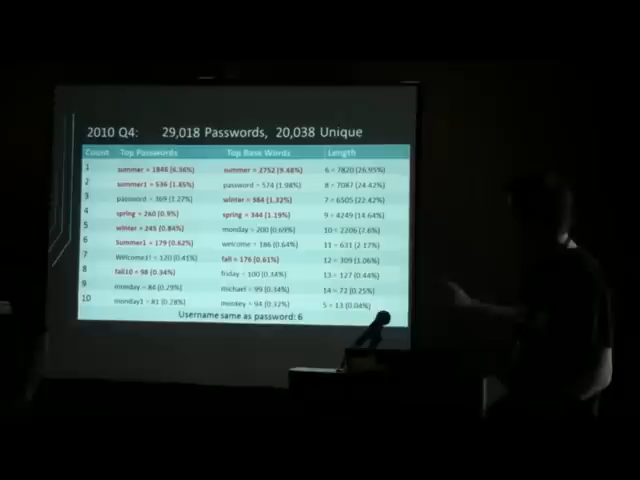 2010 Q4: 29,018 Passwords, 20,038 Unique
Count Top Passwords Top Base Words Length
1 summer = 1846 (6.36%) summer = 2752 (9.48%) 6 = 7820 (26.95%)
2 summer1 = 536 (1.85%) password = 574 (1.98%) 8 = 7087 (24.42%)
3 password = 369 (1.27%) winter = 384 (1.32%) 7 = 6505 (22.42%)
4 spring = 260 (0.9%) spring = 344 (1.19%) 9 = 4249 (14.64%)
5 winter = 245 (0.84%) monday = 200 (0.69%) 10 = 2206 (7.6%)
6 Summer1 = 179 (0.62%) welcome = 186 (0.64%) 11 = 631 (2.17%)
7 Welcome1! = 120 (0.41%) fall = 176 (0.61%) 12 = 309 (1.06%)
8 fall10 = 98 (0.34%) friday = 100 (0.34%) 13 = 127 (0.44%)
9 monday = 84 (0.29%) michael = 99 (0.34%) 14 = 72 (0.25%)
10 monday1 = 81 (0.28%) monkey = 94 (0.32%) 5 = 13 (0.04%)
Username same as password: 6